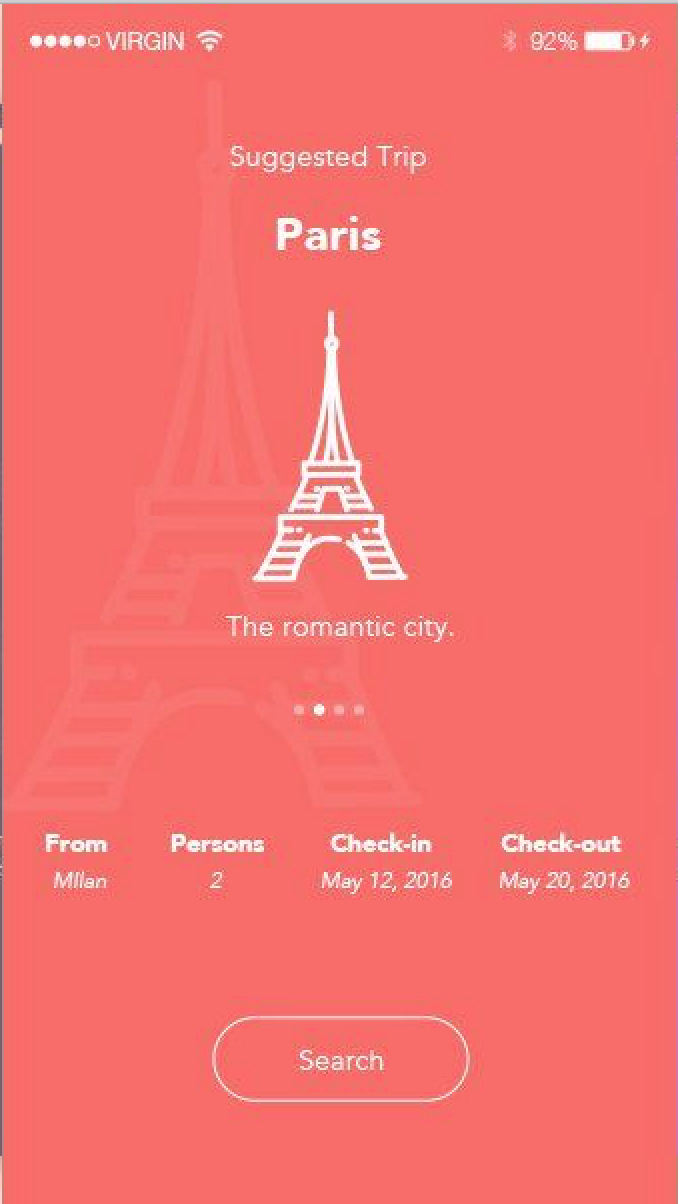 VIRGIN 92%
Suggested Trip
Paris
The romantic city.
From Persons Check-in Check-out
MIlan 2 May 12, 2016 May 20, 2016
Search